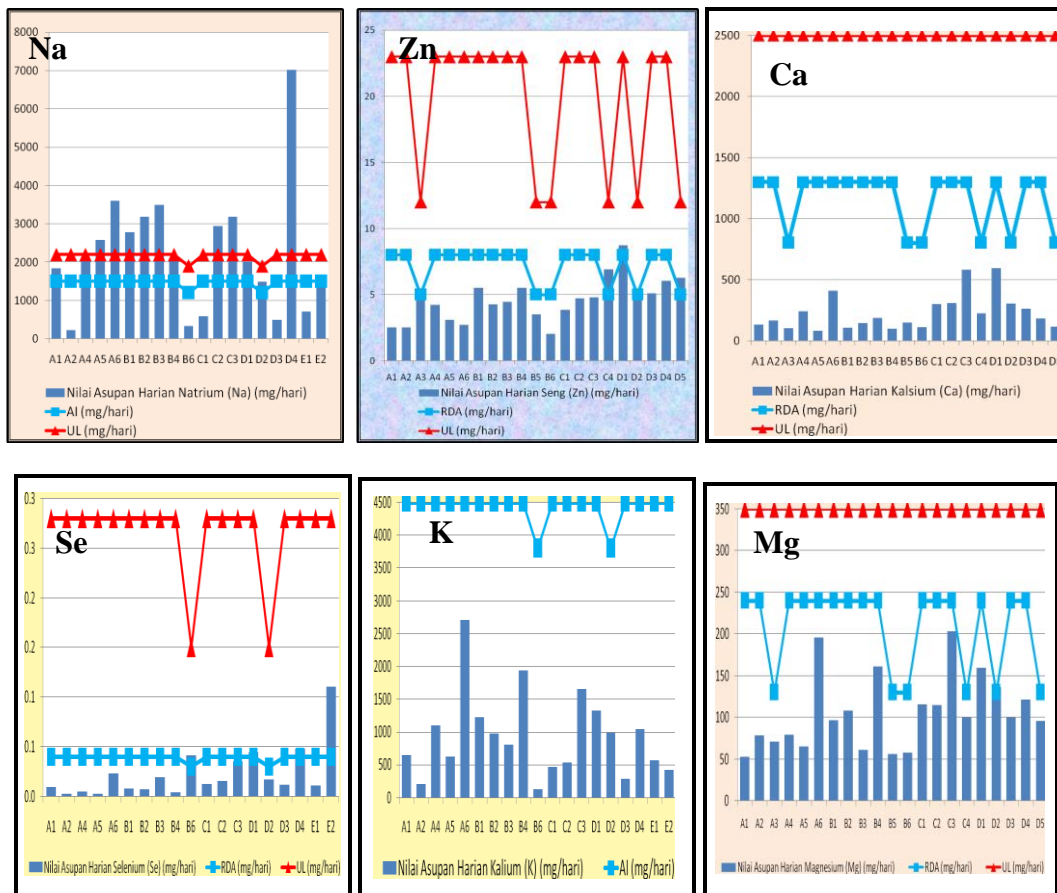 Na
8000
7000
6000
5000
4000
3000
2000
1000
0
A1 A2 A4 A5 A6 B1 B2 B3 B4 B6 C1 C2 C3 D1 D2 D3 D4 E1 E2
Nilai Asupan Harian Natrium (Na) (mg/hari)
AI (mg/hari)
UL (mg/hari)
Zn
25
20
15
10
5
0
A1 A2 A3 A4 A5 A6 B1 B2 B3 B4 B5 B6 C1 C2 C3 C4 D1 D2 D3 D4 D5
Nilai Asupan Harian Seng (Zn) (mg/hari)
RDA (mg/hari)
UL (mg/hari)
Ca
2500
2000
1500
1000
500
0
A1 A2 A3 A4 A5 A6 B1 B2 B3 B4 B5 B6 C1 C2 C3 C4 D1 D2 D3 D4
Nilai Asupan Harian Kalsium (Ca) (mg/hari)
RDA (mg/hari)
UL (mg/hari)
Se
0.3
0.3
0.2
0.2
0.1
0.1
0.0
A1 A2 A4 A5 A6 B1 B2 B3 B4 B6 C1 C2 C3 D1 D2 D3 D4 E1 E2
Nilai Asupan Harian Selenium (Se) (mg/hari) RDA (mg/hari) UL (mg/hari)
K
4500
4000
3500
3000
2500
2000
1500
1000
500
0
A1 A2 A4 A5 A6 B1 B2 B3 B4 B6 C1 C2 C3 D1 D2 D3 D4 E1 E2
Nilai Asupan Harian Kalium (K) (mg/hari) AI (mg/hari)
Mg
350
300
250
200
150
100
50
0
A1 A2 A3 A4 A5 A6 B1 B2 B3 B4 B5 B6 C1 C2 C3 C4 D1 D2 D3 D4 D5
Nilai Asupan Harian Magnesium (Mg) (mg/hari) RDA (mg/hari) UL (mg/hari)